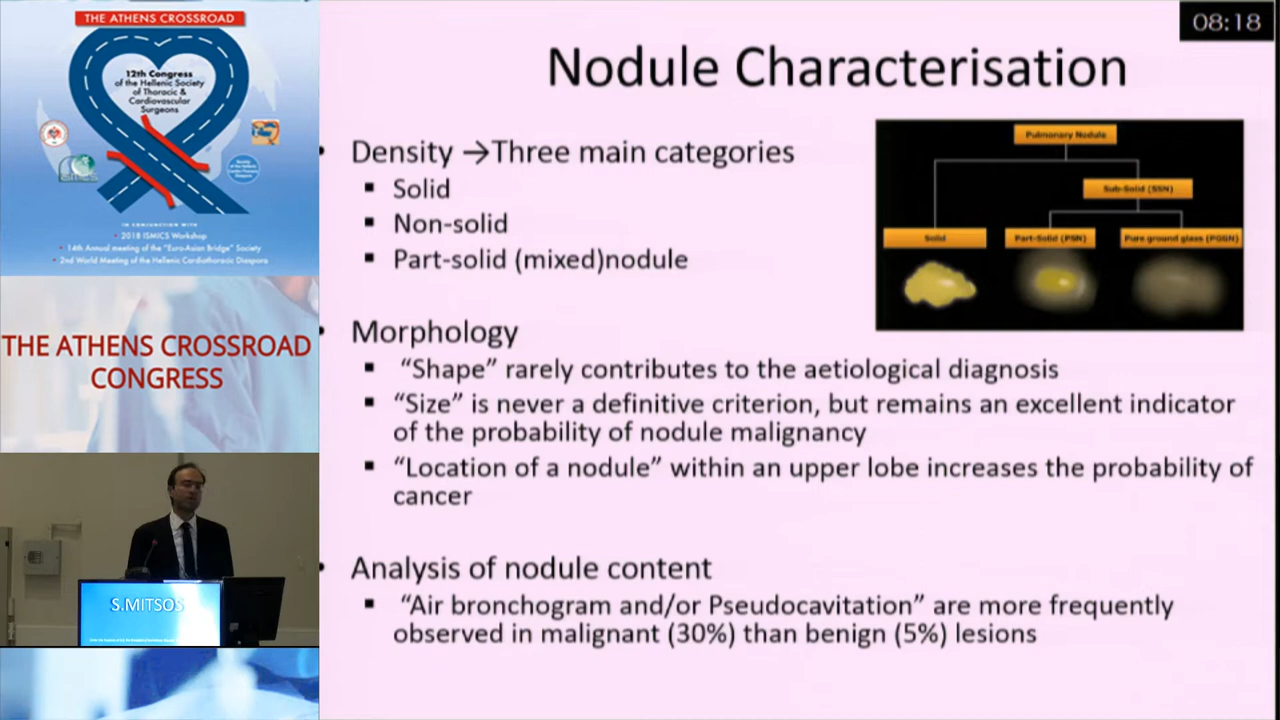 THE ATHENS CROSSROAD
12th Congress
of the Hellenic Society
of Thoracic &
Cardiovascular
Surgeons
ISMICS
IN CONJUNCTION WITH
• 2018 ISMICS Workshop
• 14th Annual meeting of the "Euro-Asian Bridge" Society
• 2nd World Meeting of the Hellenic Cardiothoracic Diaspora
THE ATHENS CROSSROAD
CONGRESS
S.MITSOS
08:18
Nodule Characterisation
• Density →Three main categories
▪ Solid
▪ Non-solid
▪ Part-solid (mixed)nodule
Pulmonary Nodule
Sub-Solid (SSN)
Solid
Part-Solid (PSN)
Pure ground glass (PGGN)
• Morphology
▪ “Shape” rarely contributes to the aetiological diagnosis
▪ “Size” is never a definitive criterion, but remains an excellent indicator
of the probability of nodule malignancy
▪ “Location of a nodule” within an upper lobe increases the probability of
cancer
• Analysis of nodule content
▪ “Air bronchogram and/or Pseudocavitation” are more frequently
observed in malignant (30%) than benign (5%) lesions